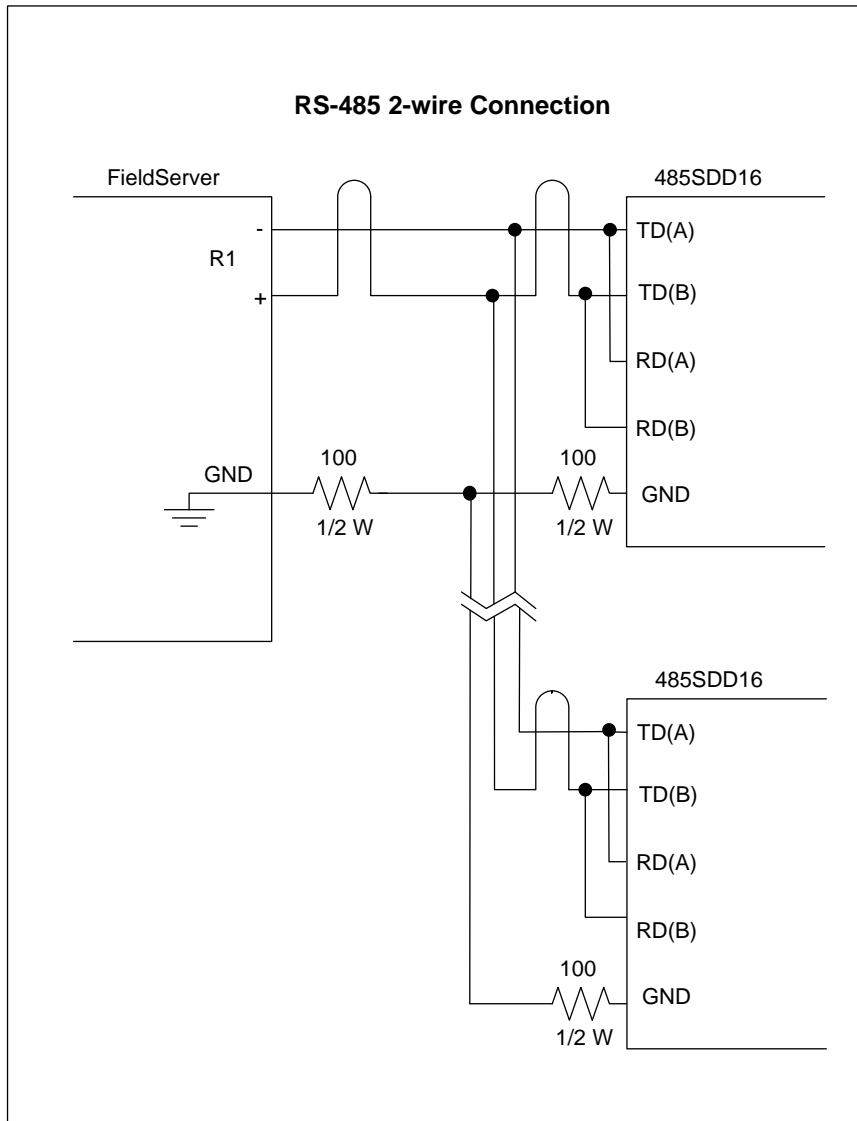 RS-485 2-wire Connection
FieldServer
485SDD16
-
R1
+
TD(A)
TD(B)
RD(A)
RD(B)
GND
100
1/2 W
100
1/2 W
GND
485SDD16
TD(A)
TD(B)
RD(A)
RD(B)
100
1/2 W
GND